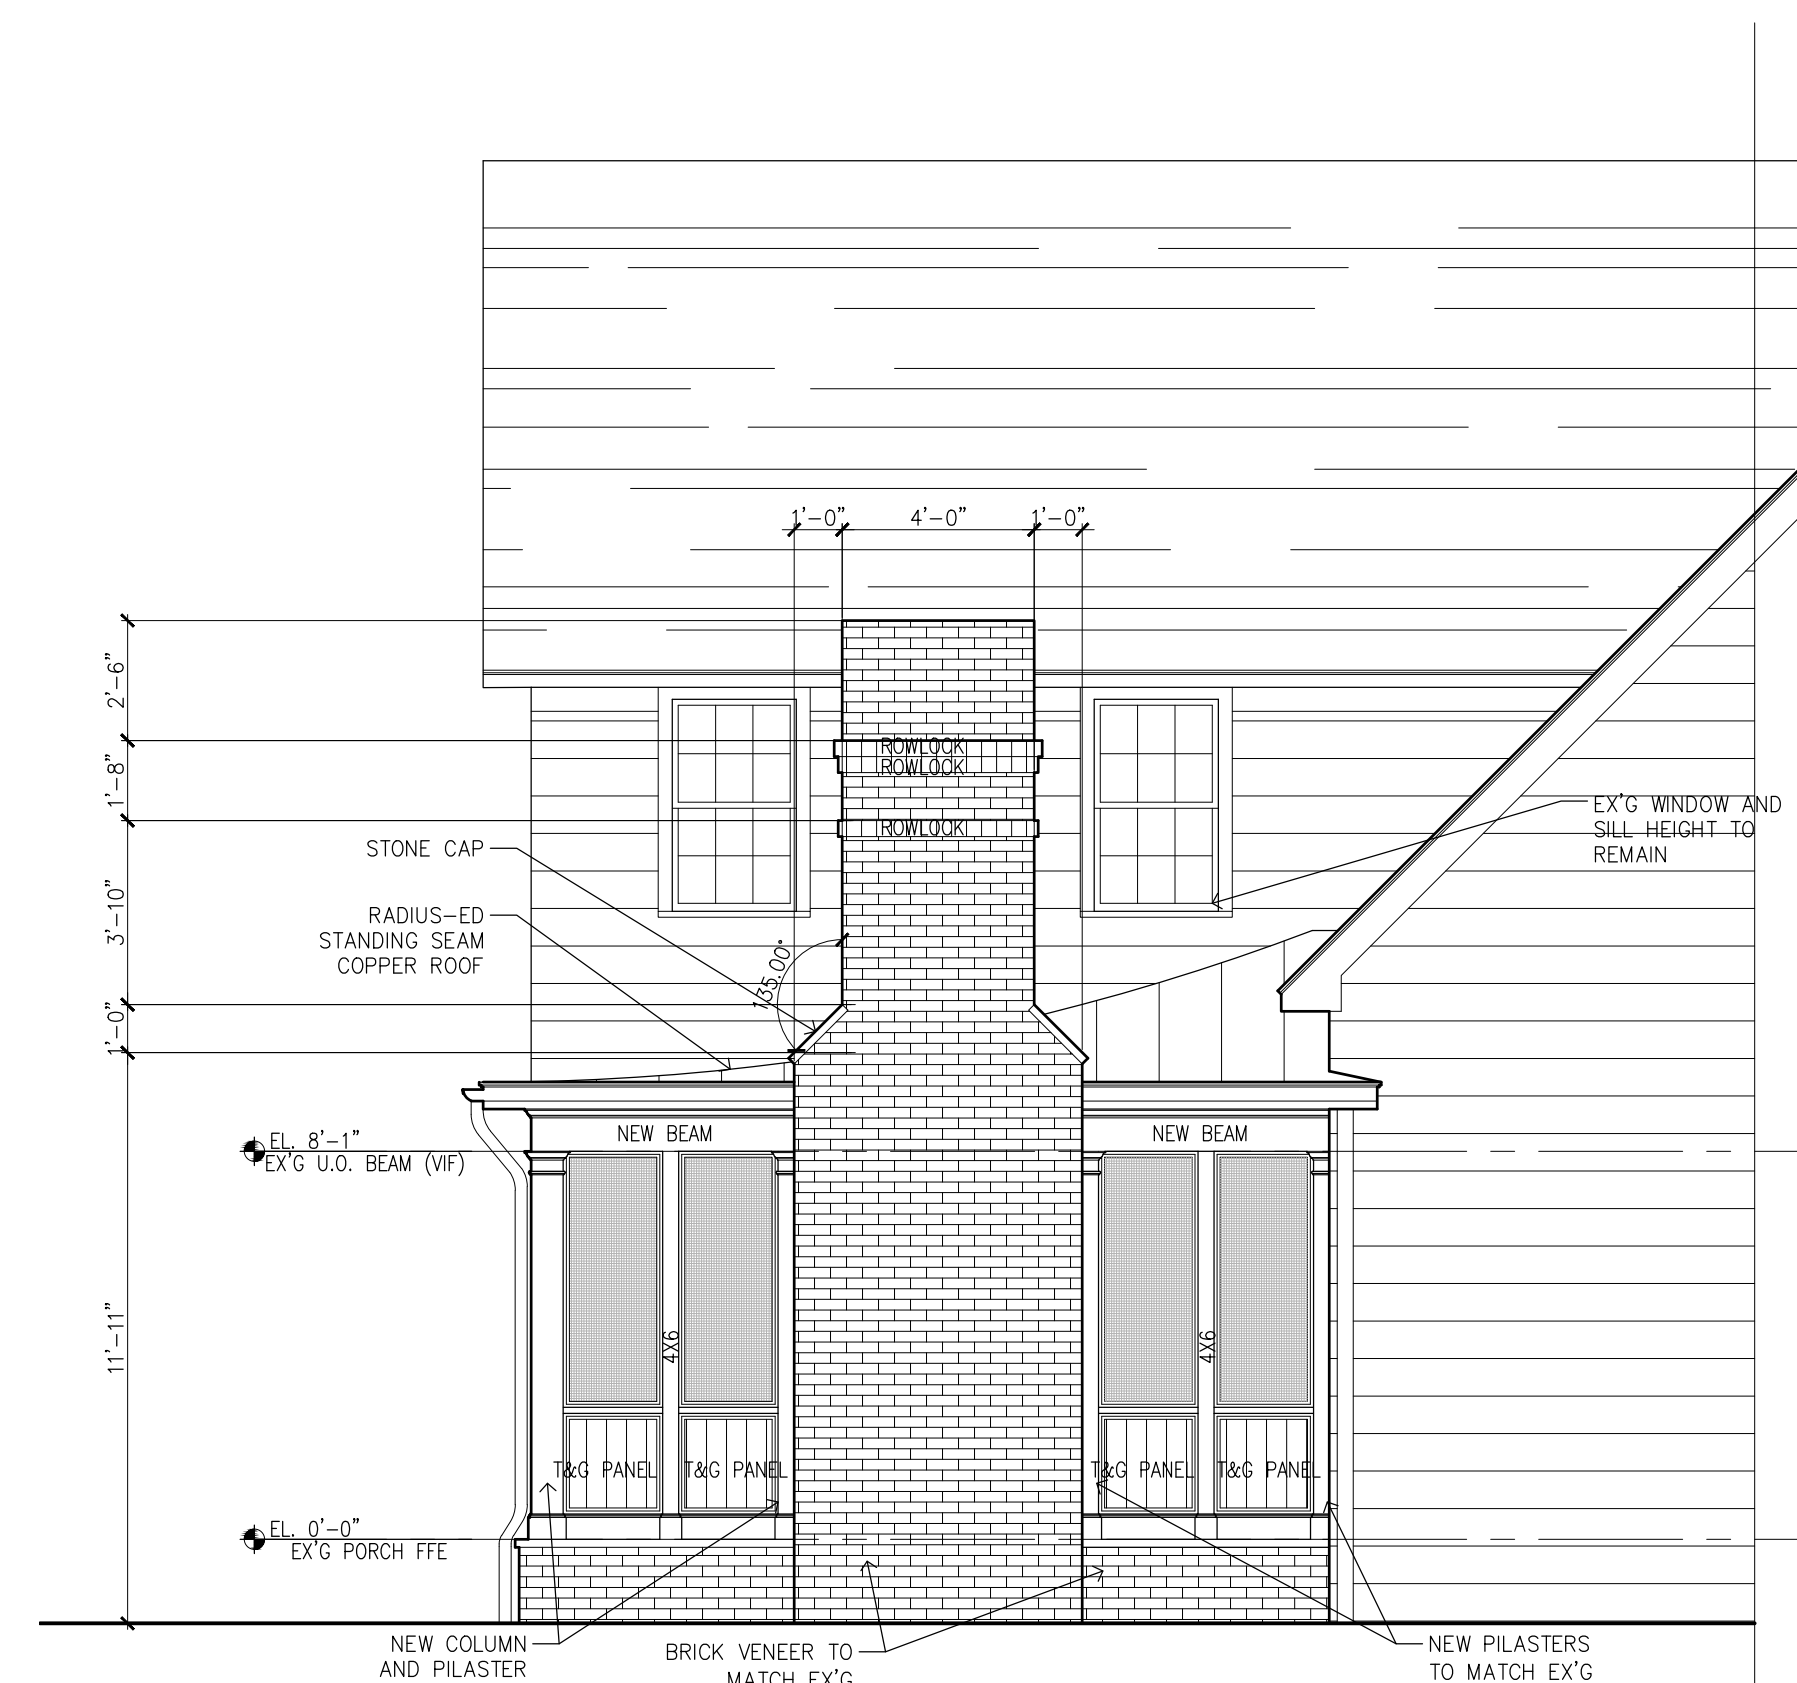 1'-0"
4'-0"
1'-0"
2'-6"
ROWLOCK
ROWLOCK
1'-8"
EX'G WINDOW AND
SILL HEIGHT TO
REMAIN
ROWLOCK
STONE CAP
3'-10"
RADIUS-ED
STANDING SEAM
COPPER ROOF
135.00°
1'-0"
NEW BEAM
NEW BEAM
EL. 8'-1"
EX'G U.O. BEAM (VIF)
11'-11"
4X6
4X6
T&G PANEL
T&G PANEL
T&G PANEL
T&G PANEL
EL. 0'-0"
EX'G PORCH FFE
NEW COLUMN
AND PILASTER
BRICK VENEER TO
MATCH EX'G
NEW PILASTERS
TO MATCH EX'G